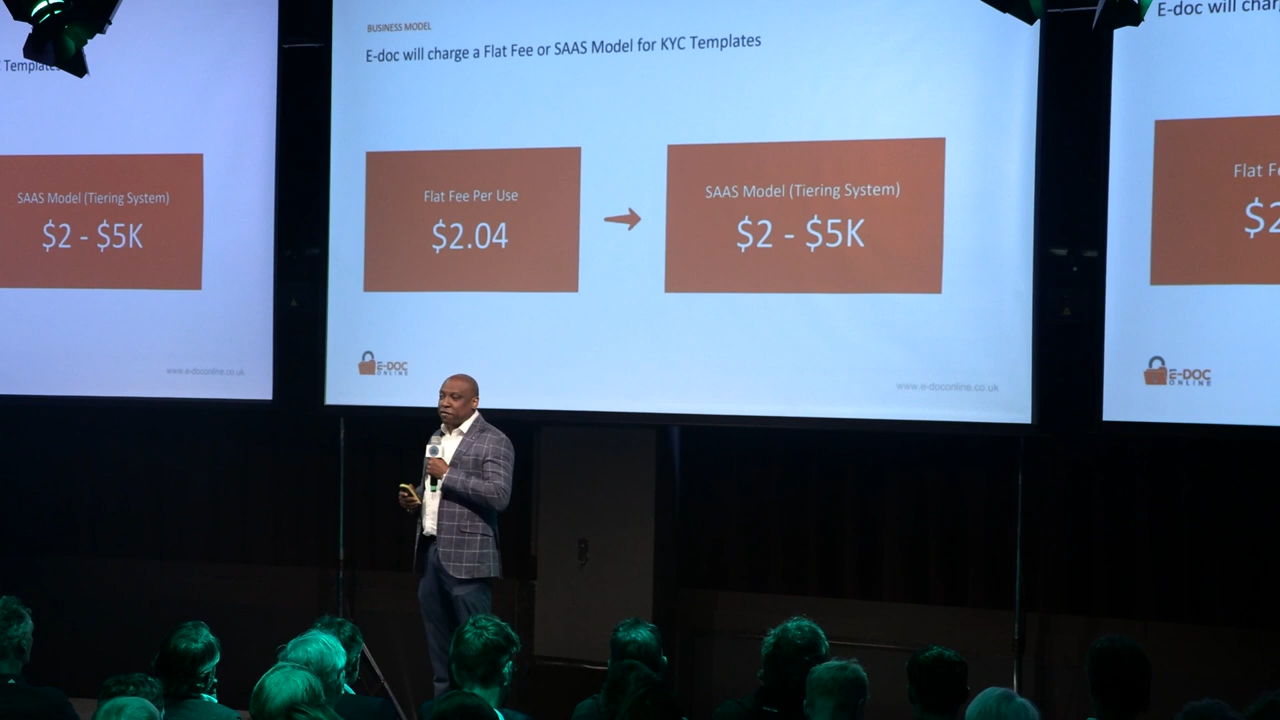 Templates
SAAS Model (Tiering System)
$2 - $5K
www.e-doconline.co.uk
BUSINESS MODEL
E-doc will charge a Flat Fee or SAAS Model for KYC Templates
Flat Fee Per Use
$2.04
SAAS Model (Tiering System)
$2 - $5K
E-DOC
ONLINE
www.e-doconline.co.uk
E-doc will charg
Flat Fe
$2
E-DOC
ONLINE